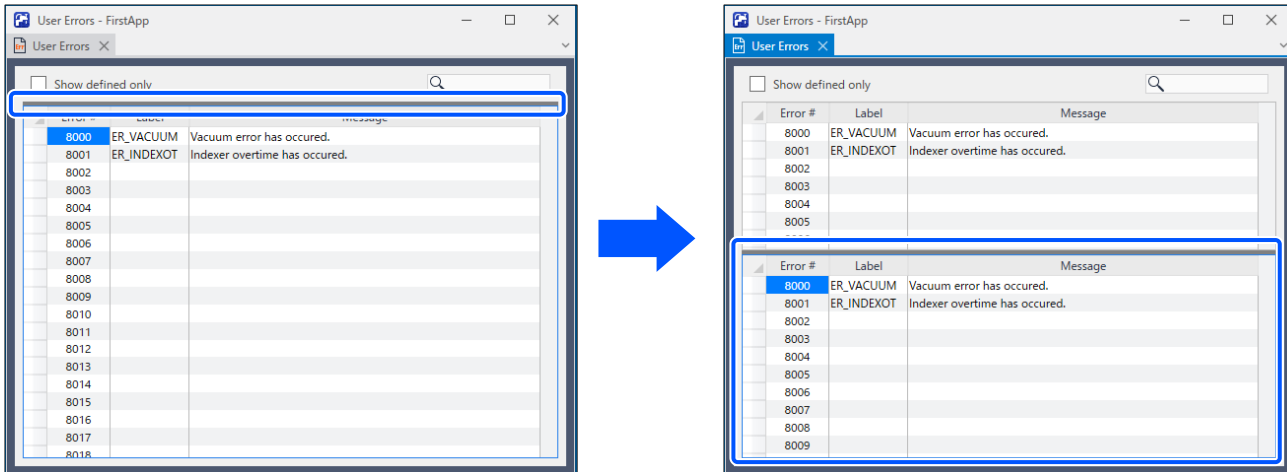 User Errors - FirstApp
User Errors
Show defined only
Error # Label Message
8000 ER_VACUUM Vacuum error has occured.
8001 ER_INDEXOT Indexer overtime has occured.
8002
8003
8004
8005
8006
8007
8008
8009
8010
8011
8012
8013
8014
8015
8016
8017
8018
User Errors - FirstApp
User Errors
Show defined only
Error # Label Message
8000 ER_VACUUM Vacuum error has occured.
8001 ER_INDEXOT Indexer overtime has occured.
8002
8003
8004
8005
Error # Label Message
8000 ER_VACUUM Vacuum error has occured.
8001 ER_INDEXOT Indexer overtime has occured.
8002
8003
8004
8005
8006
8007
8008
8009